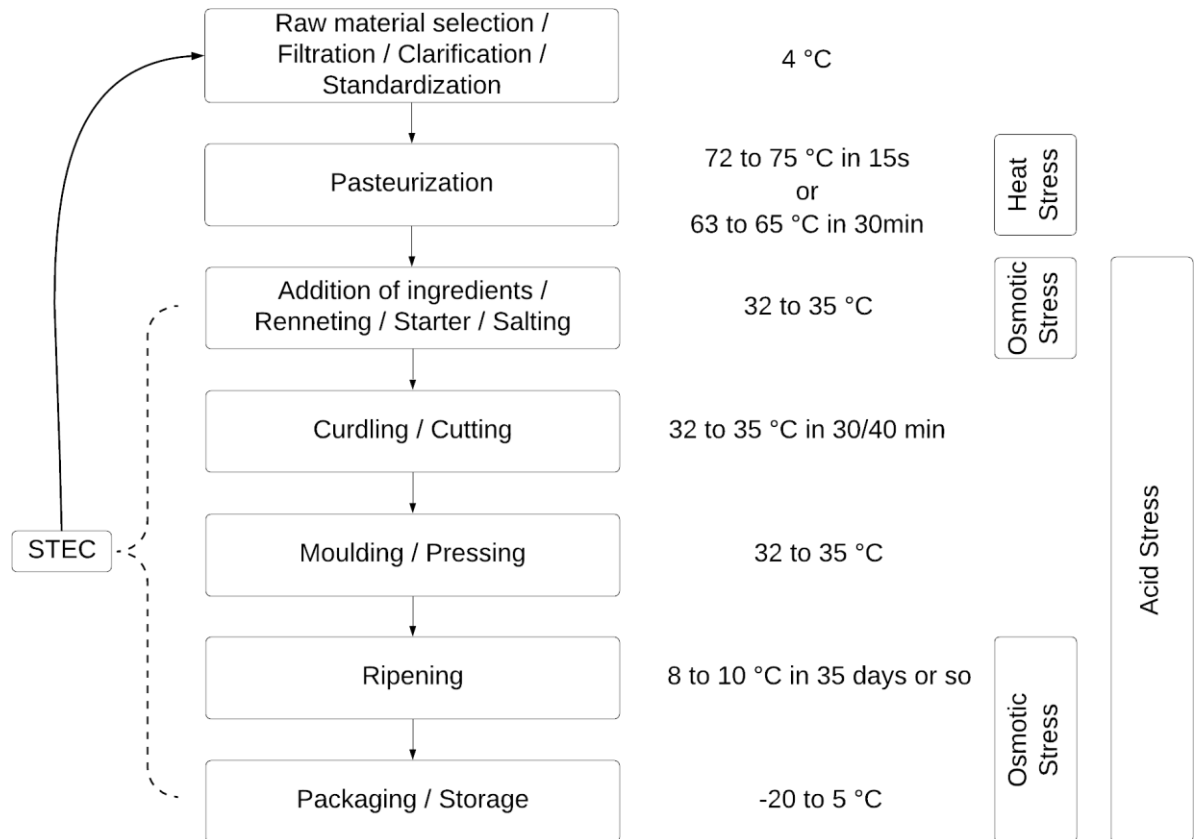 Raw material selection /
Filtration / Clarification /
Standardization
4 °C
Pasteurization
72 to 75 °C in 15s
or
63 to 65 °C in 30min
Heat
Stress
Addition of ingredients /
Renneting / Starter / Salting
32 to 35 °C
Osmotic
Stress
Curdling / Cutting
32 to 35 °C in 30/40 min
STEC
Moulding / Pressing
32 to 35 °C
Acid Stress
Ripening
8 to 10 °C in 35 days or so
Osmotic
Stress
Packaging / Storage
-20 to 5 °C